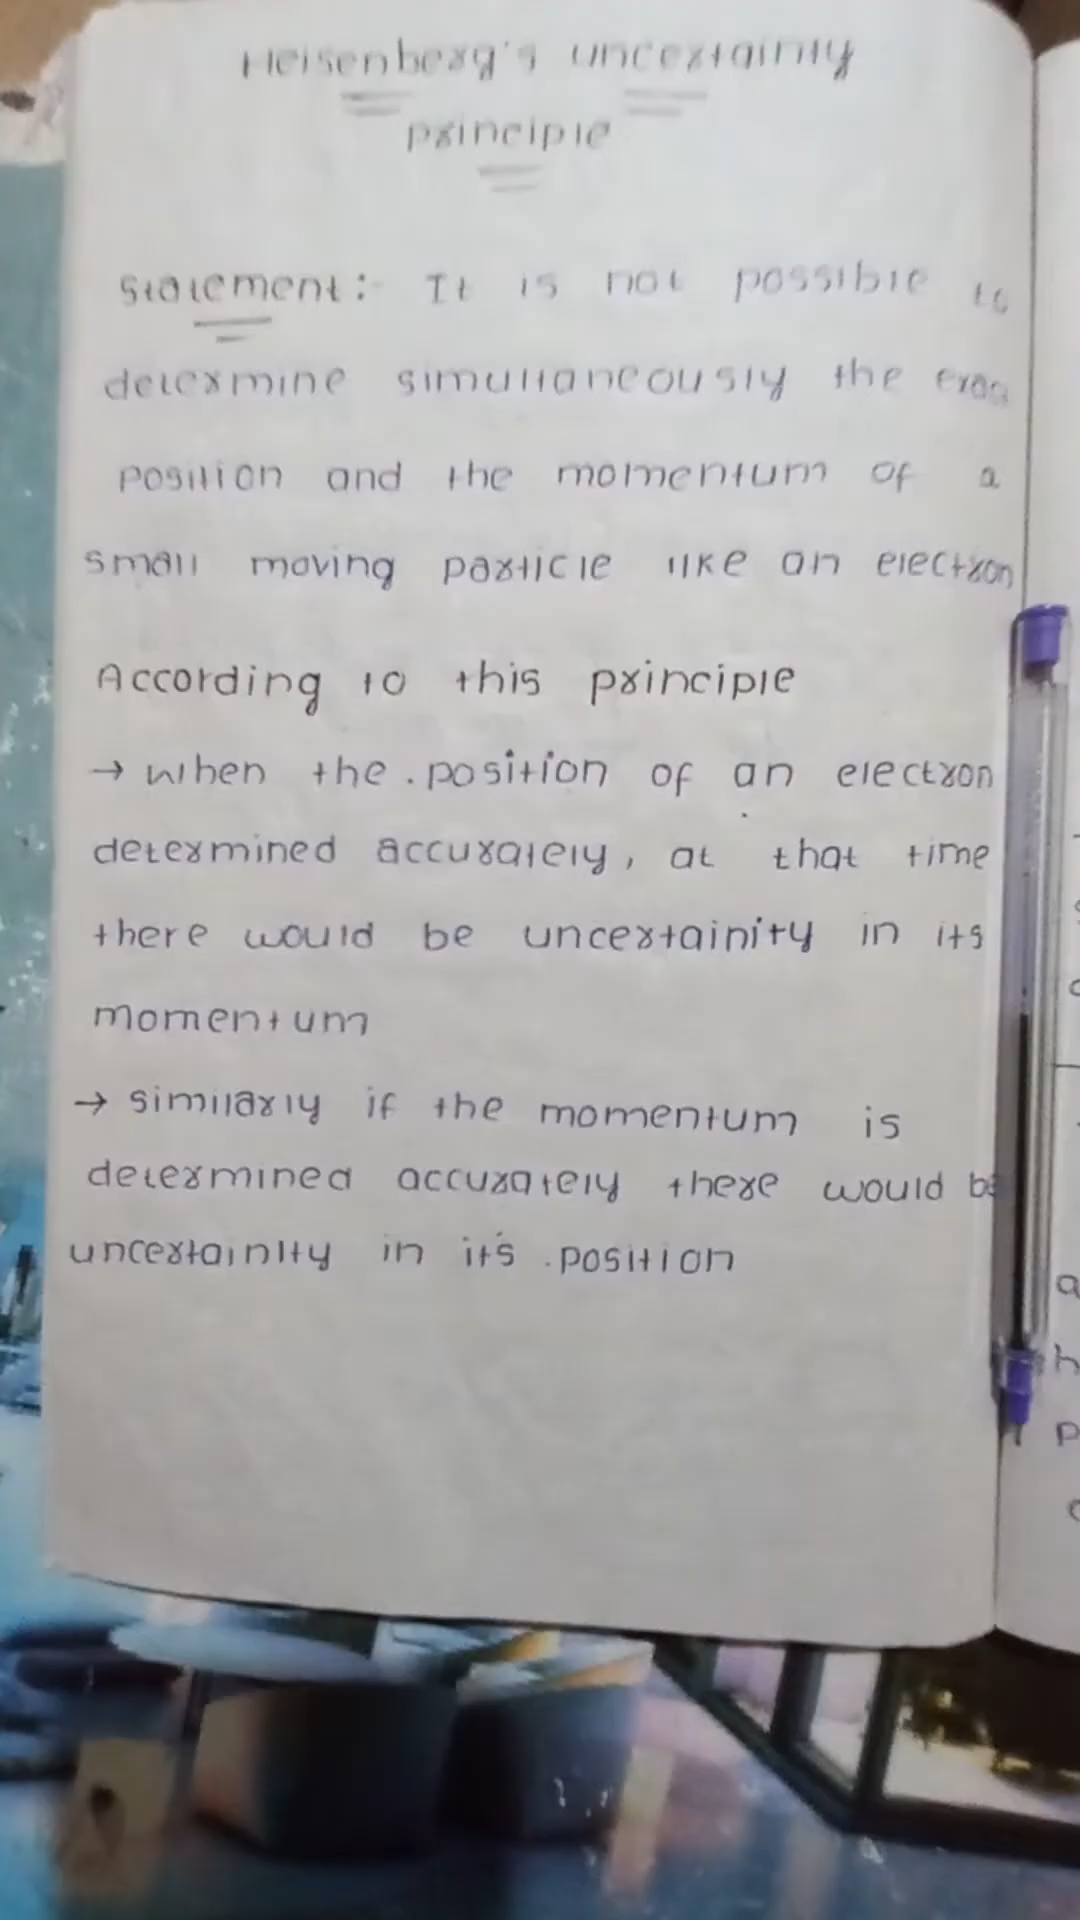 Heisenberg's uncertainity
principle
Statement:- It is not possible to
determine simultaneously the exact
position and the momentum of a
small moving particle like an electron
According to this principle
→ when the position of an electron
determined accurately, at that time
there would be uncertainity in its
momentum
→ similarly if the momentum is
determined accurately there would be
uncertainity in it's position